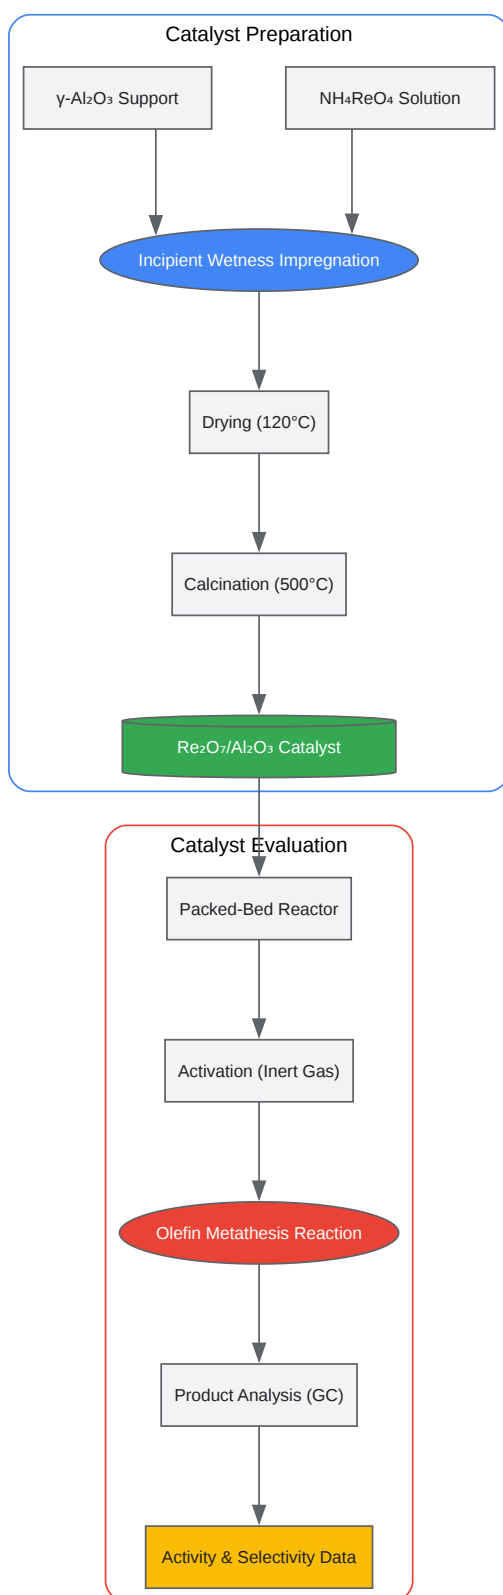 Catalyst Preparation
γ-Al₂O₃ Support
NH₄ReO₄ Solution
Incipient Wetness Impregnation
Drying (120°C)
Calcination (500°C)
Re₂O₇/Al₂O₃ Catalyst
Catalyst Evaluation
Packed-Bed Reactor
Activation (Inert Gas)
Olefin Metathesis Reaction
Product Analysis (GC)
Activity & Selectivity Data